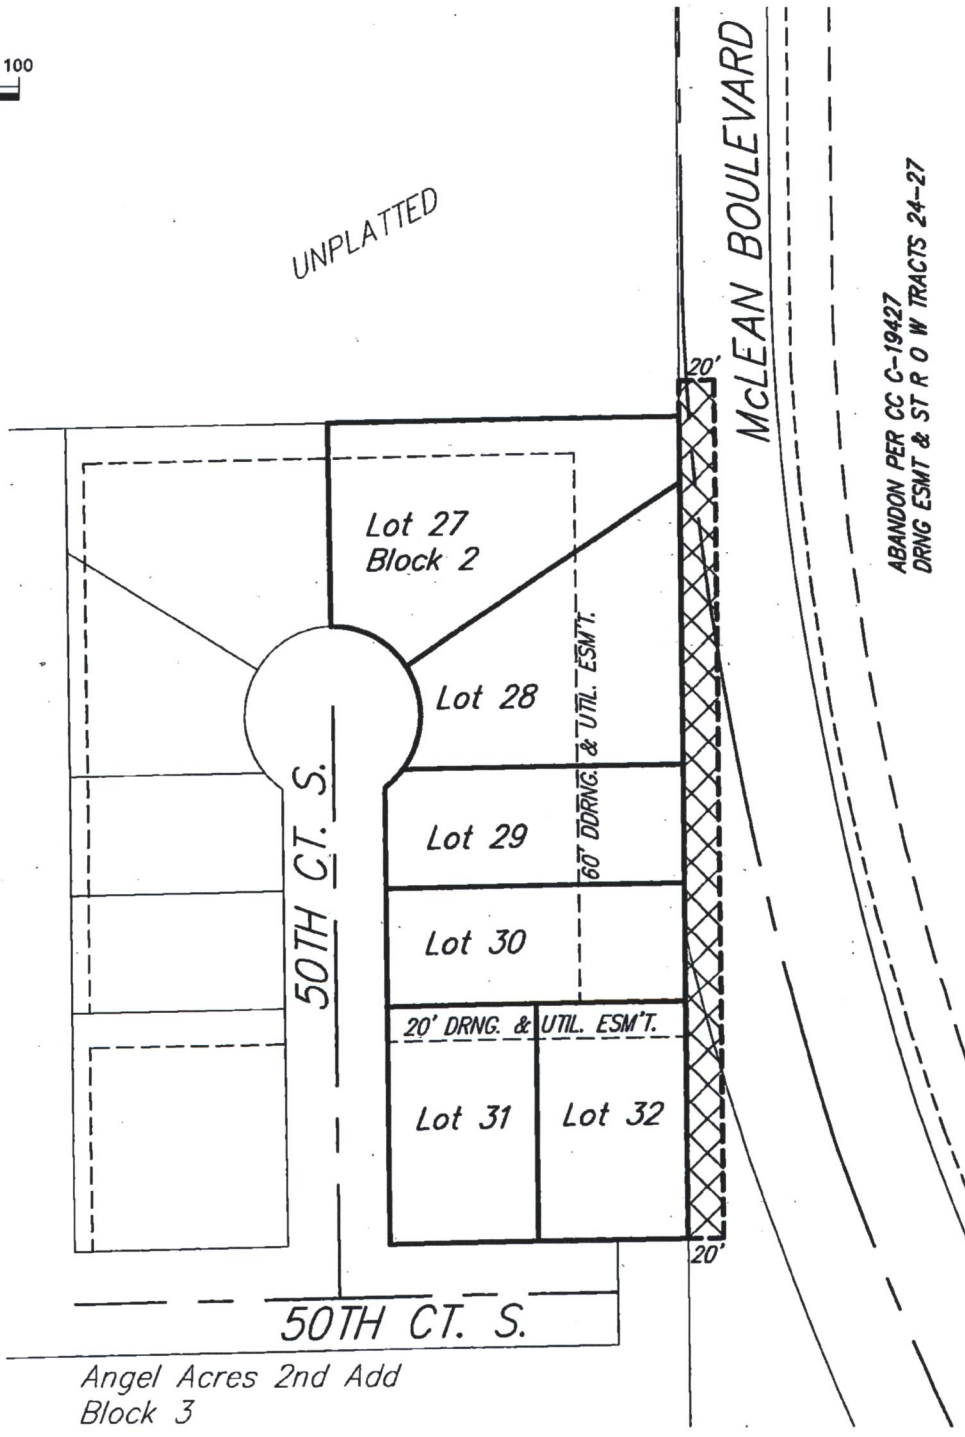 100
UNPLATTED
McLEAN BOULEVARD
ABANDON PER CC C-19427
DRNG ESMT & ST R O W TRACTS 24-27
20'
Lot 27
Block 2
Lot 28
60' DDRNG. & UTIL. ESM'T.
50TH CT. S.
Lot 29
Lot 30
20' DRNG. & UTIL. ESM'T.
Lot 31
Lot 32
20'
50TH CT. S.
Angel Acres 2nd Add
Block 3